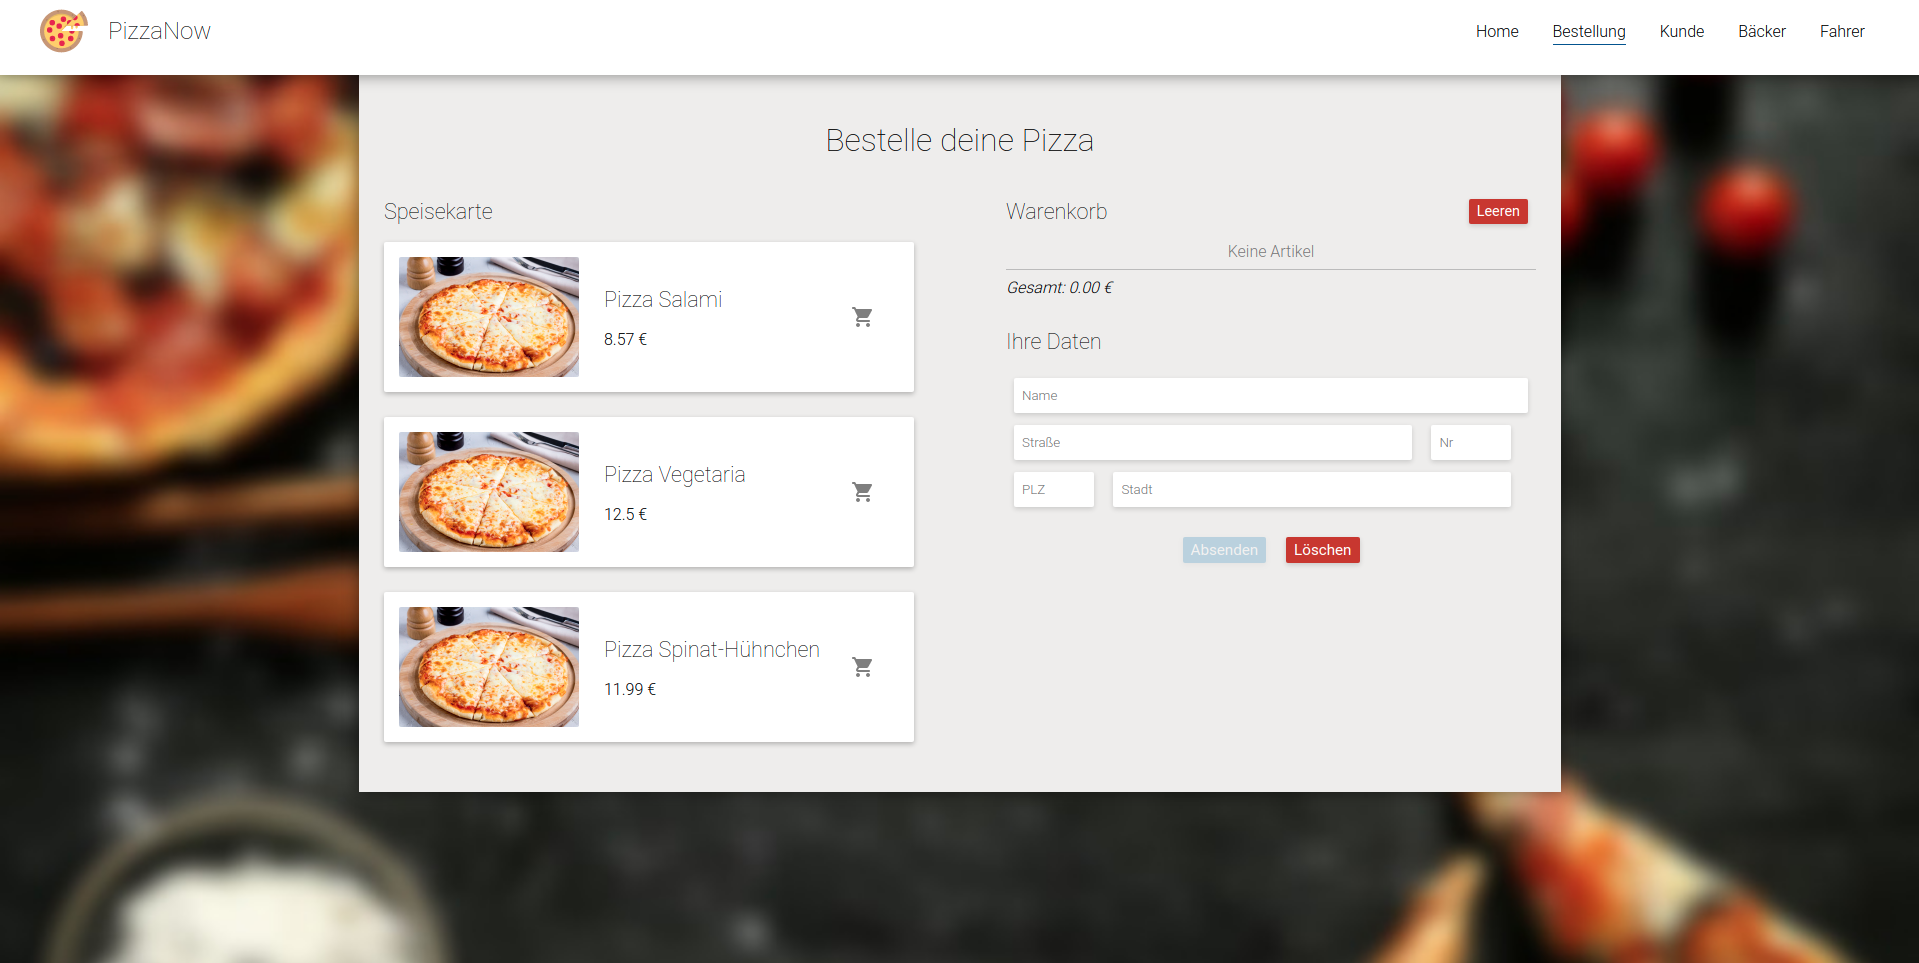 PizzaNow
Home Bestellung Kunde Bäcker Fahrer
Bestelle deine Pizza
Speisekarte
Pizza Salami
8.57 €
Pizza Vegetaria
12.5 €
Pizza Spinat-Hühnchen
11.99 €
Warenkorb Leeren
Keine Artikel
Gesamt: 0.00 €
Ihre Daten
Name
Straße Nr
PLZ Stadt
Absenden Löschen